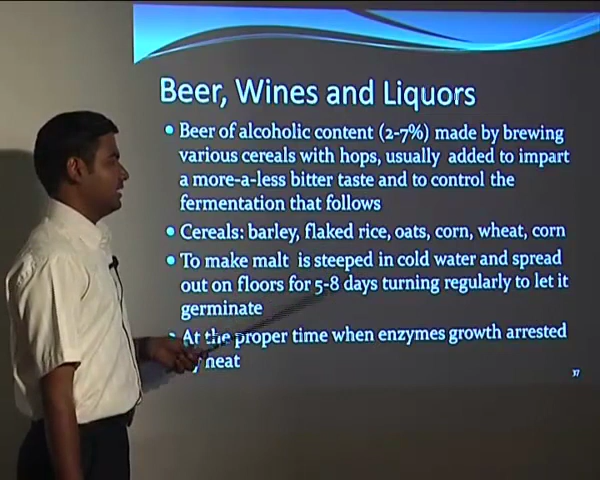 Beer, Wines and Liquors
• Beer of alcoholic content (2-7%) made by brewing
various cereals with hops, usually added to impart
a more-a-less bitter taste and to control the
fermentation that follows
• Cereals: barley, flaked rice, oats, corn, wheat, corn
• To make malt is steeped in cold water and spread
out on floors for 5-8 days turning regularly to let it
germinate
• At the proper time when enzymes growth arrested
heat
37